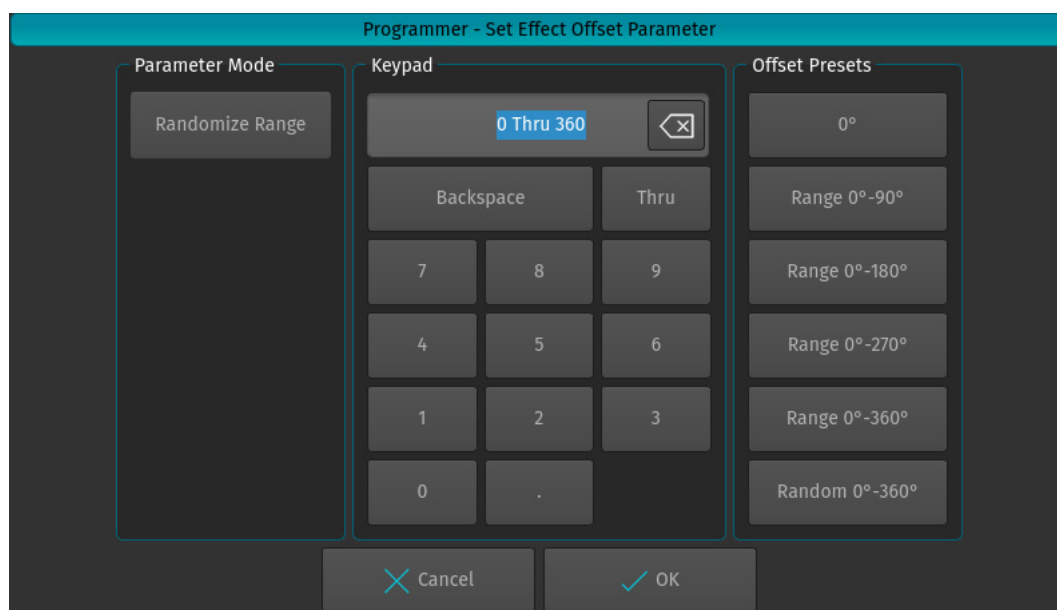 Programmer - Set Effect Offset Parameter
Parameter Mode
Randomize Range
Keypad
0 Thru 360
Backspace
Thru
7
8
9
4
5
6
1
2
3
0
.
Offset Presets
0°
Range 0°-90°
Range 0°-180°
Range 0°-270°
Range 0°-360°
Random 0°-360°
Cancel
OK